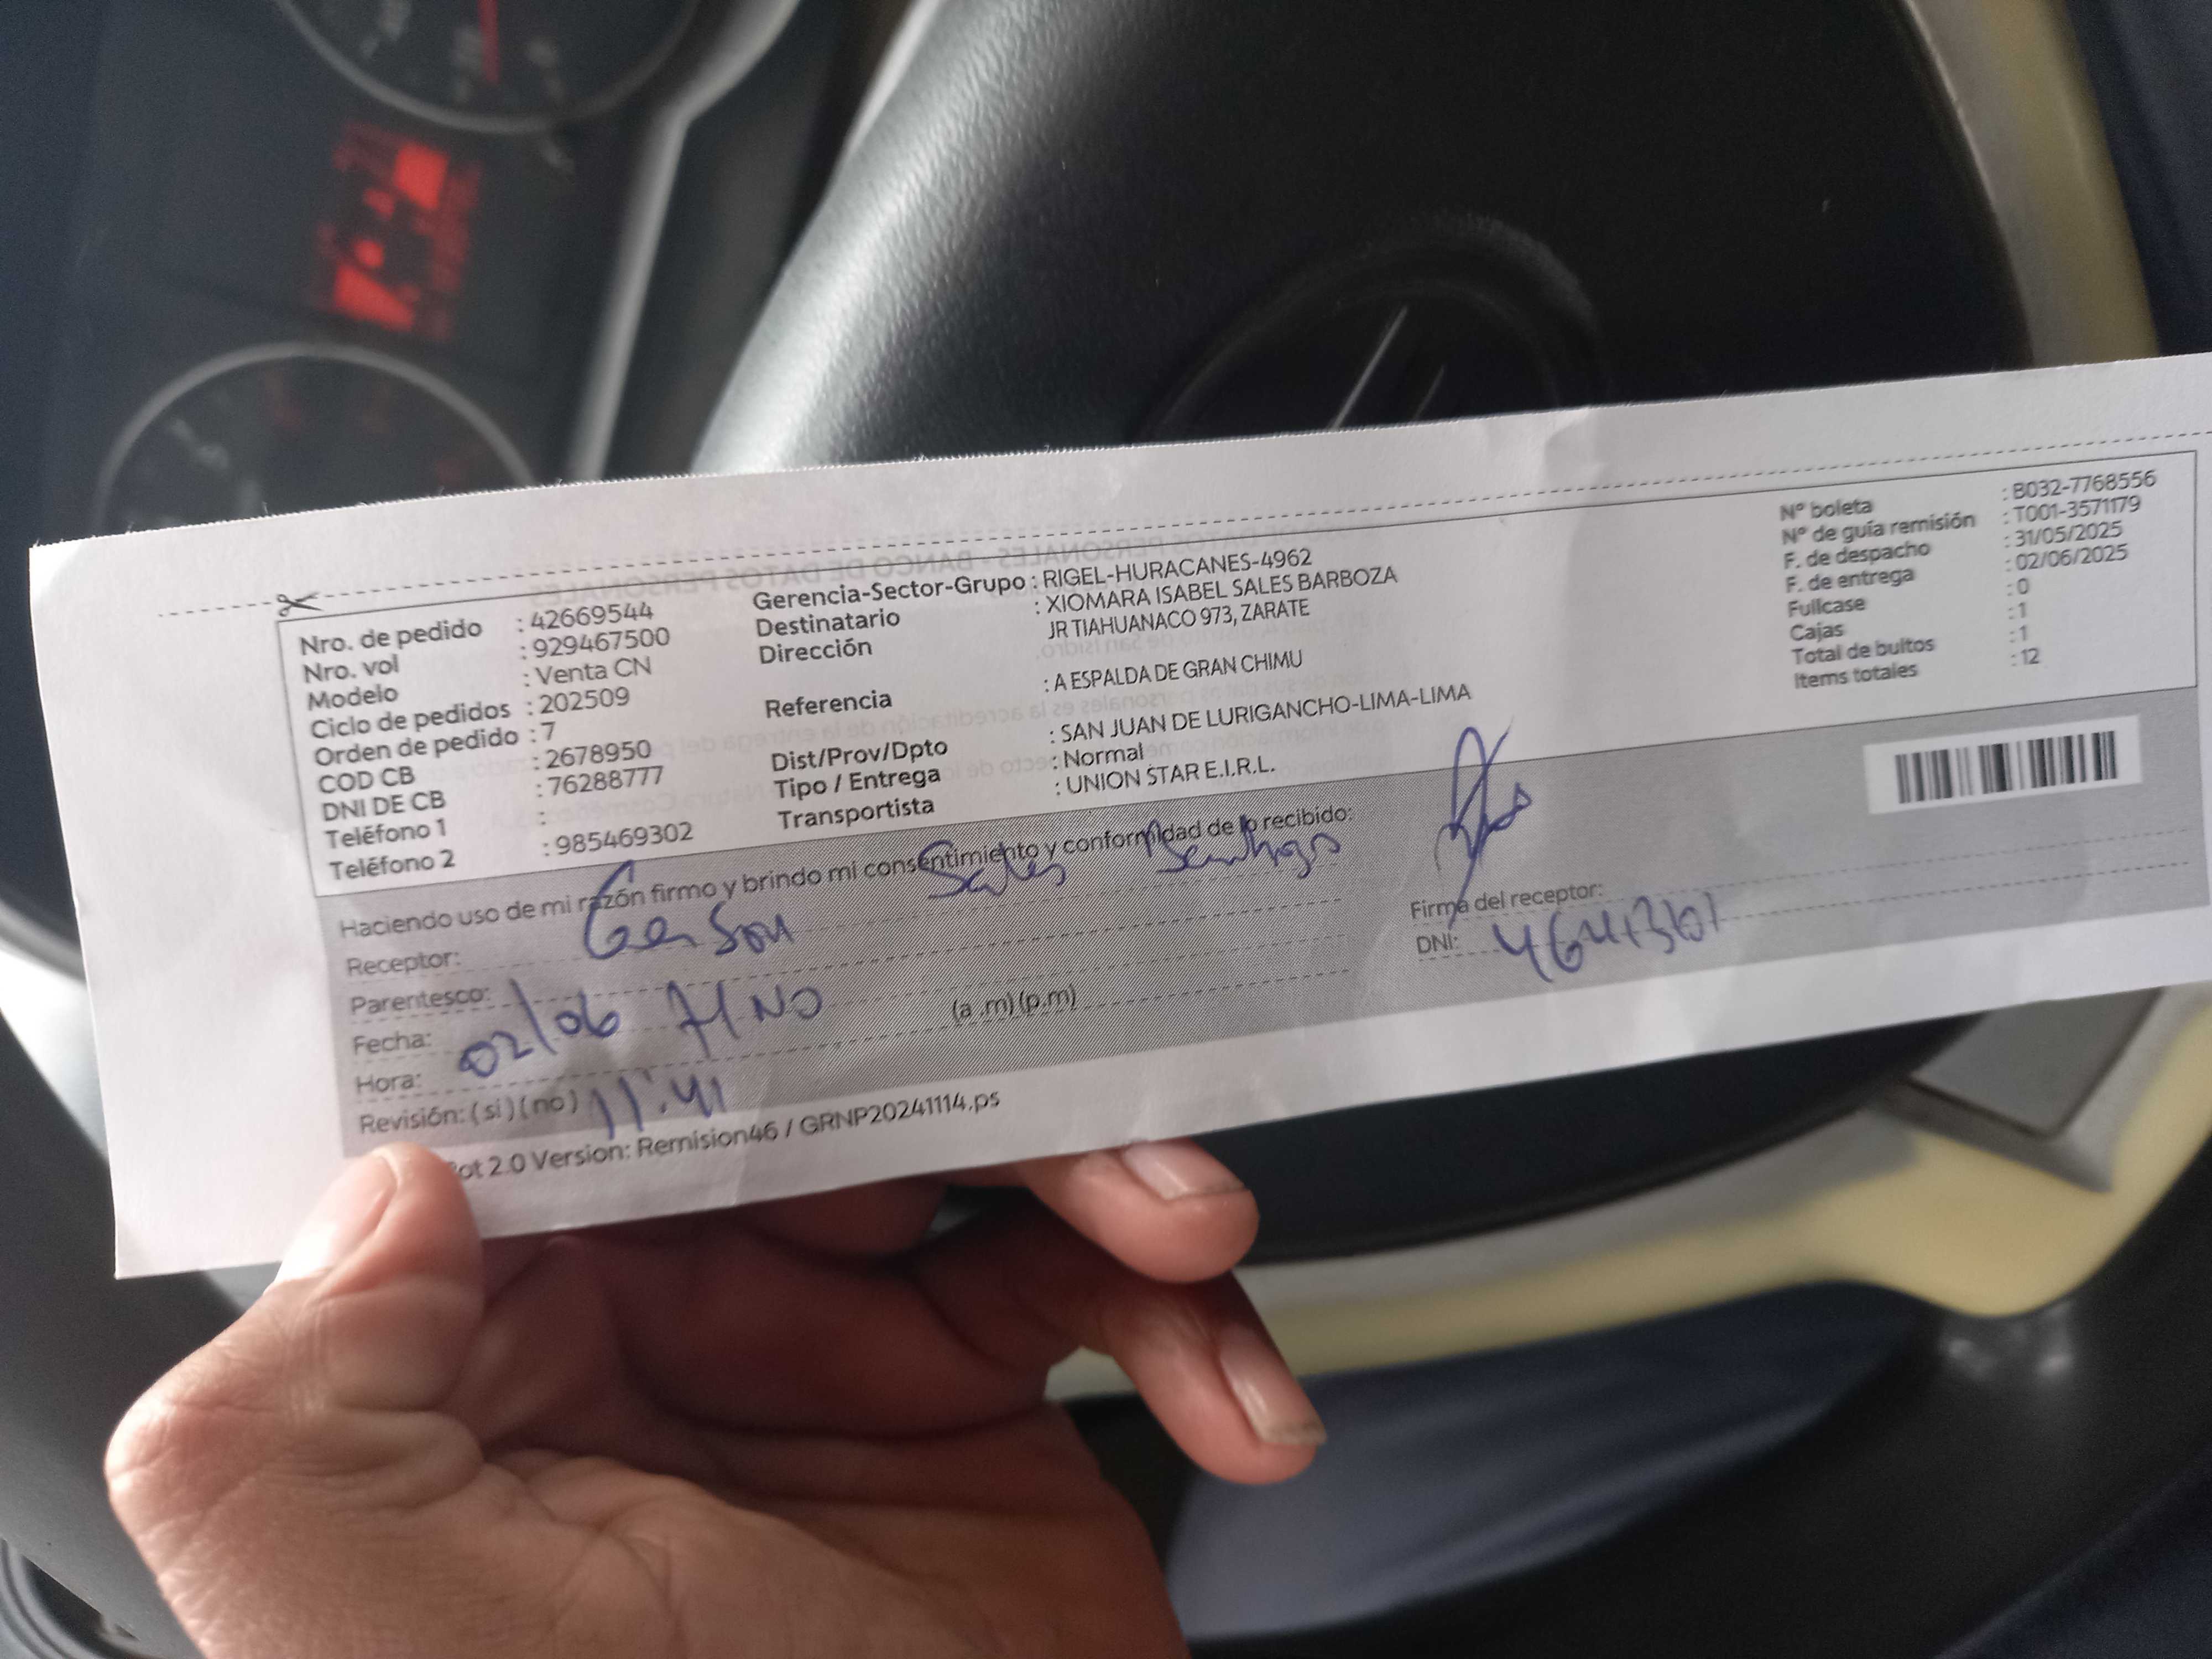 Nro. de pedido : 42669544
Nro. vol : 929467500
Modelo : Venta CN
Ciclo de pedidos : 202509
Orden de pedido : 7
COD CB : 2678950
DNI DE CB : 76288777
Teléfono 1 :
Teléfono 2 : 985469302
Gerencia-Sector-Grupo : RIGEL-HURACANES-4962
Destinatario : XIOMARA ISABEL SALES BARBOZA
Dirección JR TIAHUANACO 973, ZARATE
Referencia : A ESPALDA DE GRAN CHIMU
Dist/Prov/Dpto : SAN JUAN DE LURIGANCHO-LIMA-LIMA
Tipo / Entrega : Normal
Transportista : UNION STAR E.I.R.L.
Nº boleta : B032-7768556
Nº de guía remisión : T001-3571179
F. de despacho : 31/05/2025
F. de entrega : 02/06/2025
Fullcase : 0
Cajas : 1
Total de bultos : 1
Items totales : 12
Haciendo uso de mi razón firmo y brindo mi consentimiento y conformidad de lo recibido:
Receptor: Gerson Sales
Parentesco:
Fecha: 02/06
Hora: (a .m) (p.m)
Revisión: ( si ) ( no ) 11:41
Firma del receptor:
DNI:
2.0 Version: Remision46 / GRNP20241114.ps